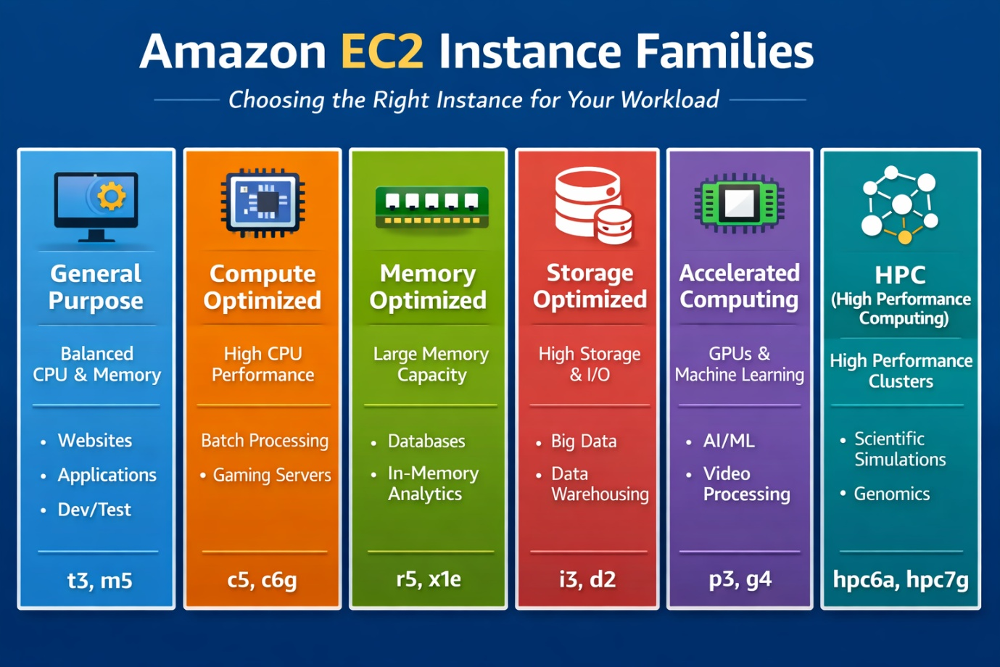 Amazon EC2 Instance Families
Choosing the Right Instance for Your Workload
General
Purpose
Balanced
CPU & Memory
• Websites
• Applications
• Dev/Test
t3, m5
Compute
Optimized
High CPU
Performance
Batch Processing
• Gaming Servers
c5, c6g
Memory
Optimized
Large Memory
Capacity
• Databases
• In-Memory
Analytics
r5, x1e
Storage
Optimized
High Storage
& I/O
• Big Data
• Data
Warehousing
i3, d2
Accelerated
Computing
GPUs &
Machine Learning
• AI/ML
• Video
Processing
p3, g4
HPC
(High Performance
Computing)
High Performance
Clusters
• Scientific
Simulations
• Genomics
hpc6a, hpc7g